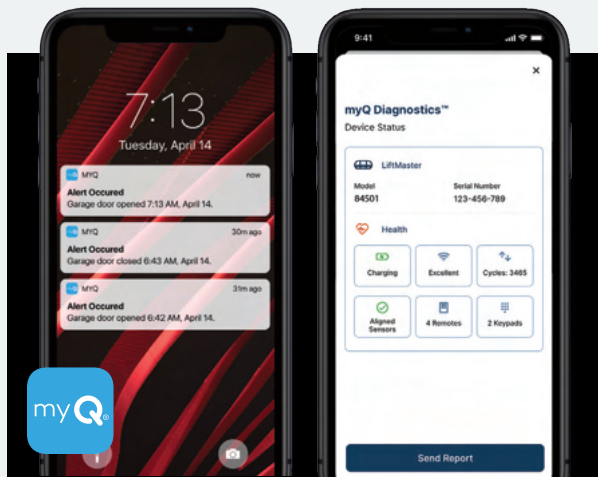 7:13
Tuesday, April 14
MYQ now
Alert Occured
Garage door opened 7:13 AM, April 14.
MYQ 30m ago
Alert Occured
Garage door closed 6:43 AM, April 14.
MYQ 31m ago
Alert Occured
Garage door opened 6:42 AM, April 14.
myQ®
9:41
myQ Diagnostics™
Device Status
LiftMaster
Model Serial Number
84501 123-456-789
Health
Charging Excellent Cycles: 3465
Aligned
Sensors
4 Remotes 2 Keypads
Send Report